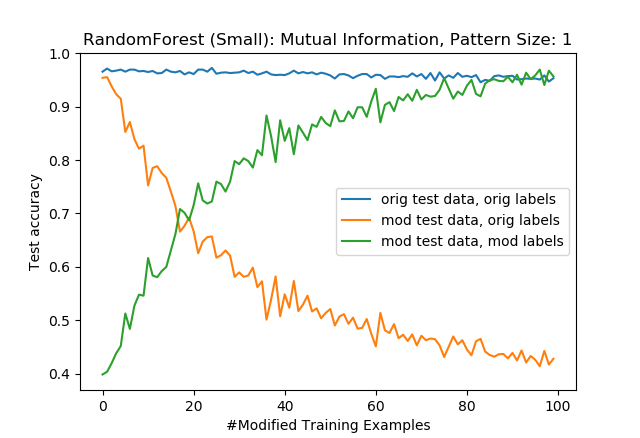 RandomForest (Small): Mutual Information, Pattern Size: 1
1.0
0.9
0.8
0.7
0.6
0.5
0.4
Test accuracy
orig test data, orig labels
mod test data, orig labels
mod test data, mod labels
0 20 40 60 80 100
#Modified Training Examples